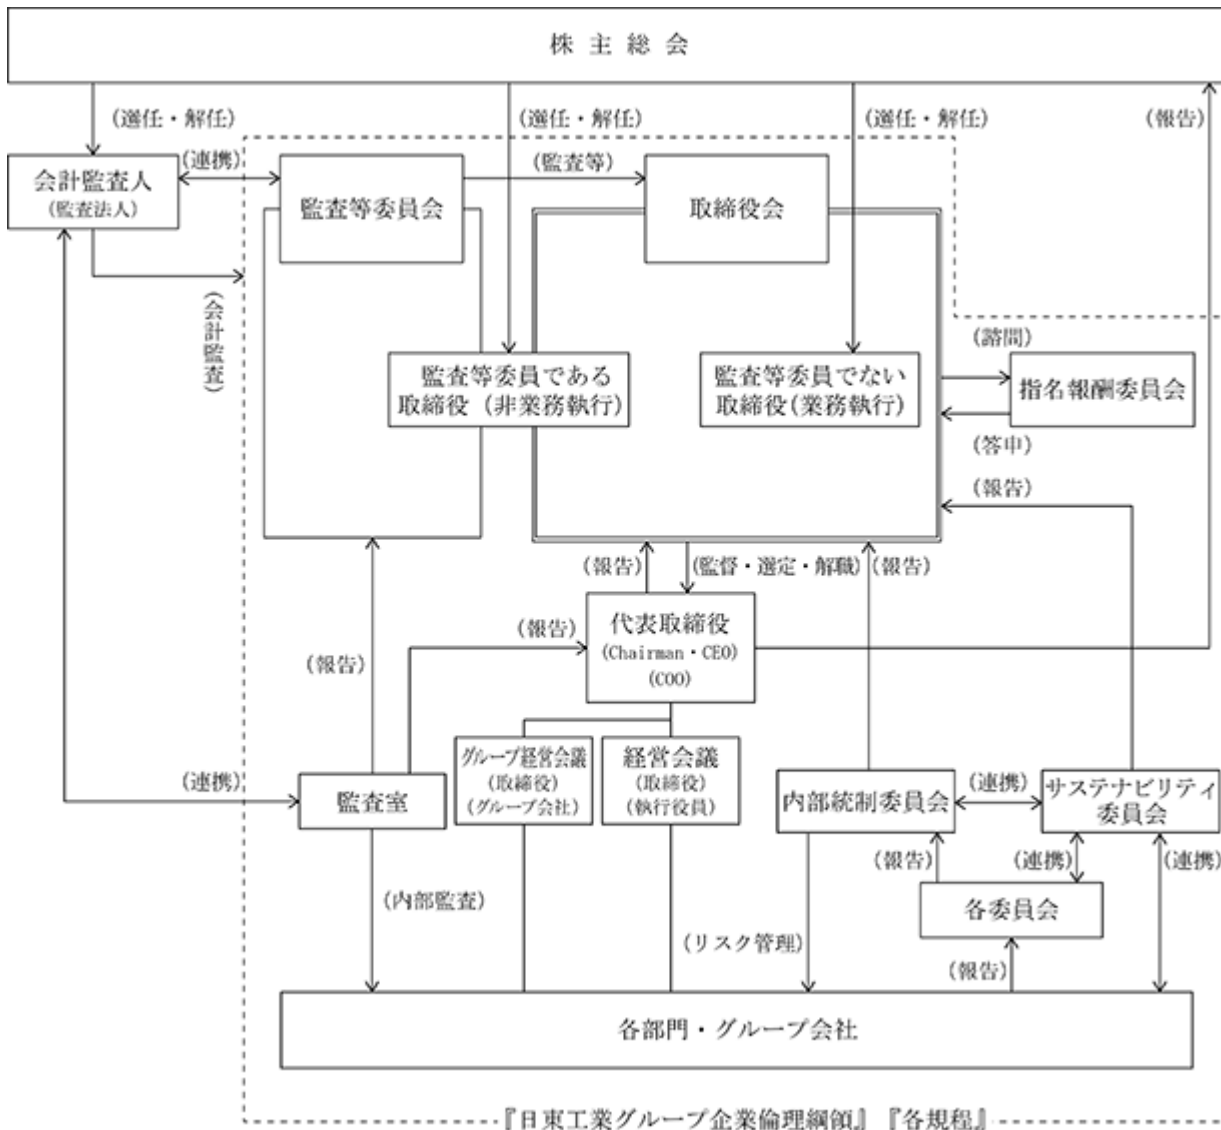 株主総会
(選任・解任)
(選任・解任)
(選任・解任)
(報告)
会計監査人
(監査法人)
(連携)
監査等委員会
(監査等)
取締役会
(会計監査)
監査等委員である
取締役（非業務執行）
監査等委員でない
取締役(業務執行)
(諮問)
指名報酬委員会
(答申)
(報告)
(報告)
(監督・選定・解職)
(報告)
代表取締役
(Chairman・CEO)
(COO)
(報告)
(報告)
グループ経営会議
(取締役)
(グループ会社)
経営会議
(取締役)
(執行役員)
(連携)
監査室
内部統制委員会
(連携)
サステナビリティ
委員会
(報告)
(連携)
(連携)
各委員会
(内部監査)
(リスク管理)
(報告)
各部門・グループ会社
『日東工業グループ企業倫理綱領』『各規程』